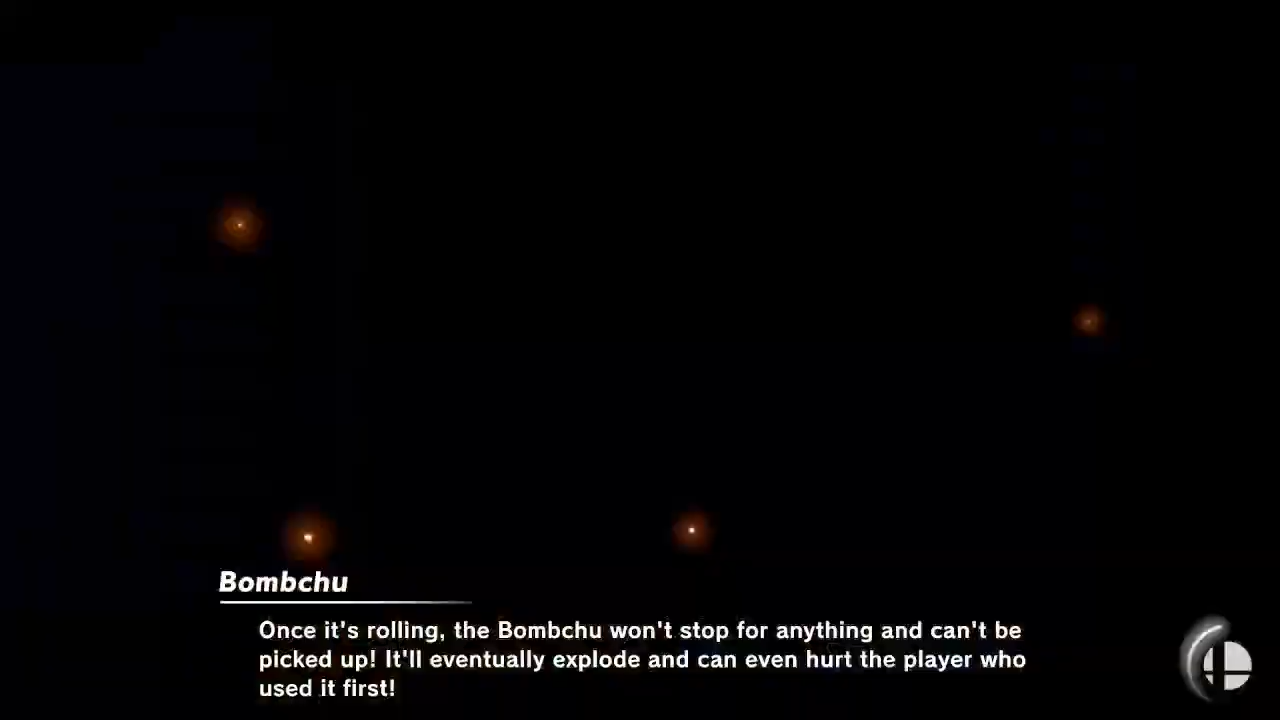 Bombchu
Once it's rolling, the Bombchu won't stop for anything and can't be
picked up! It'll eventually explode and can even hurt the player who
used it first!